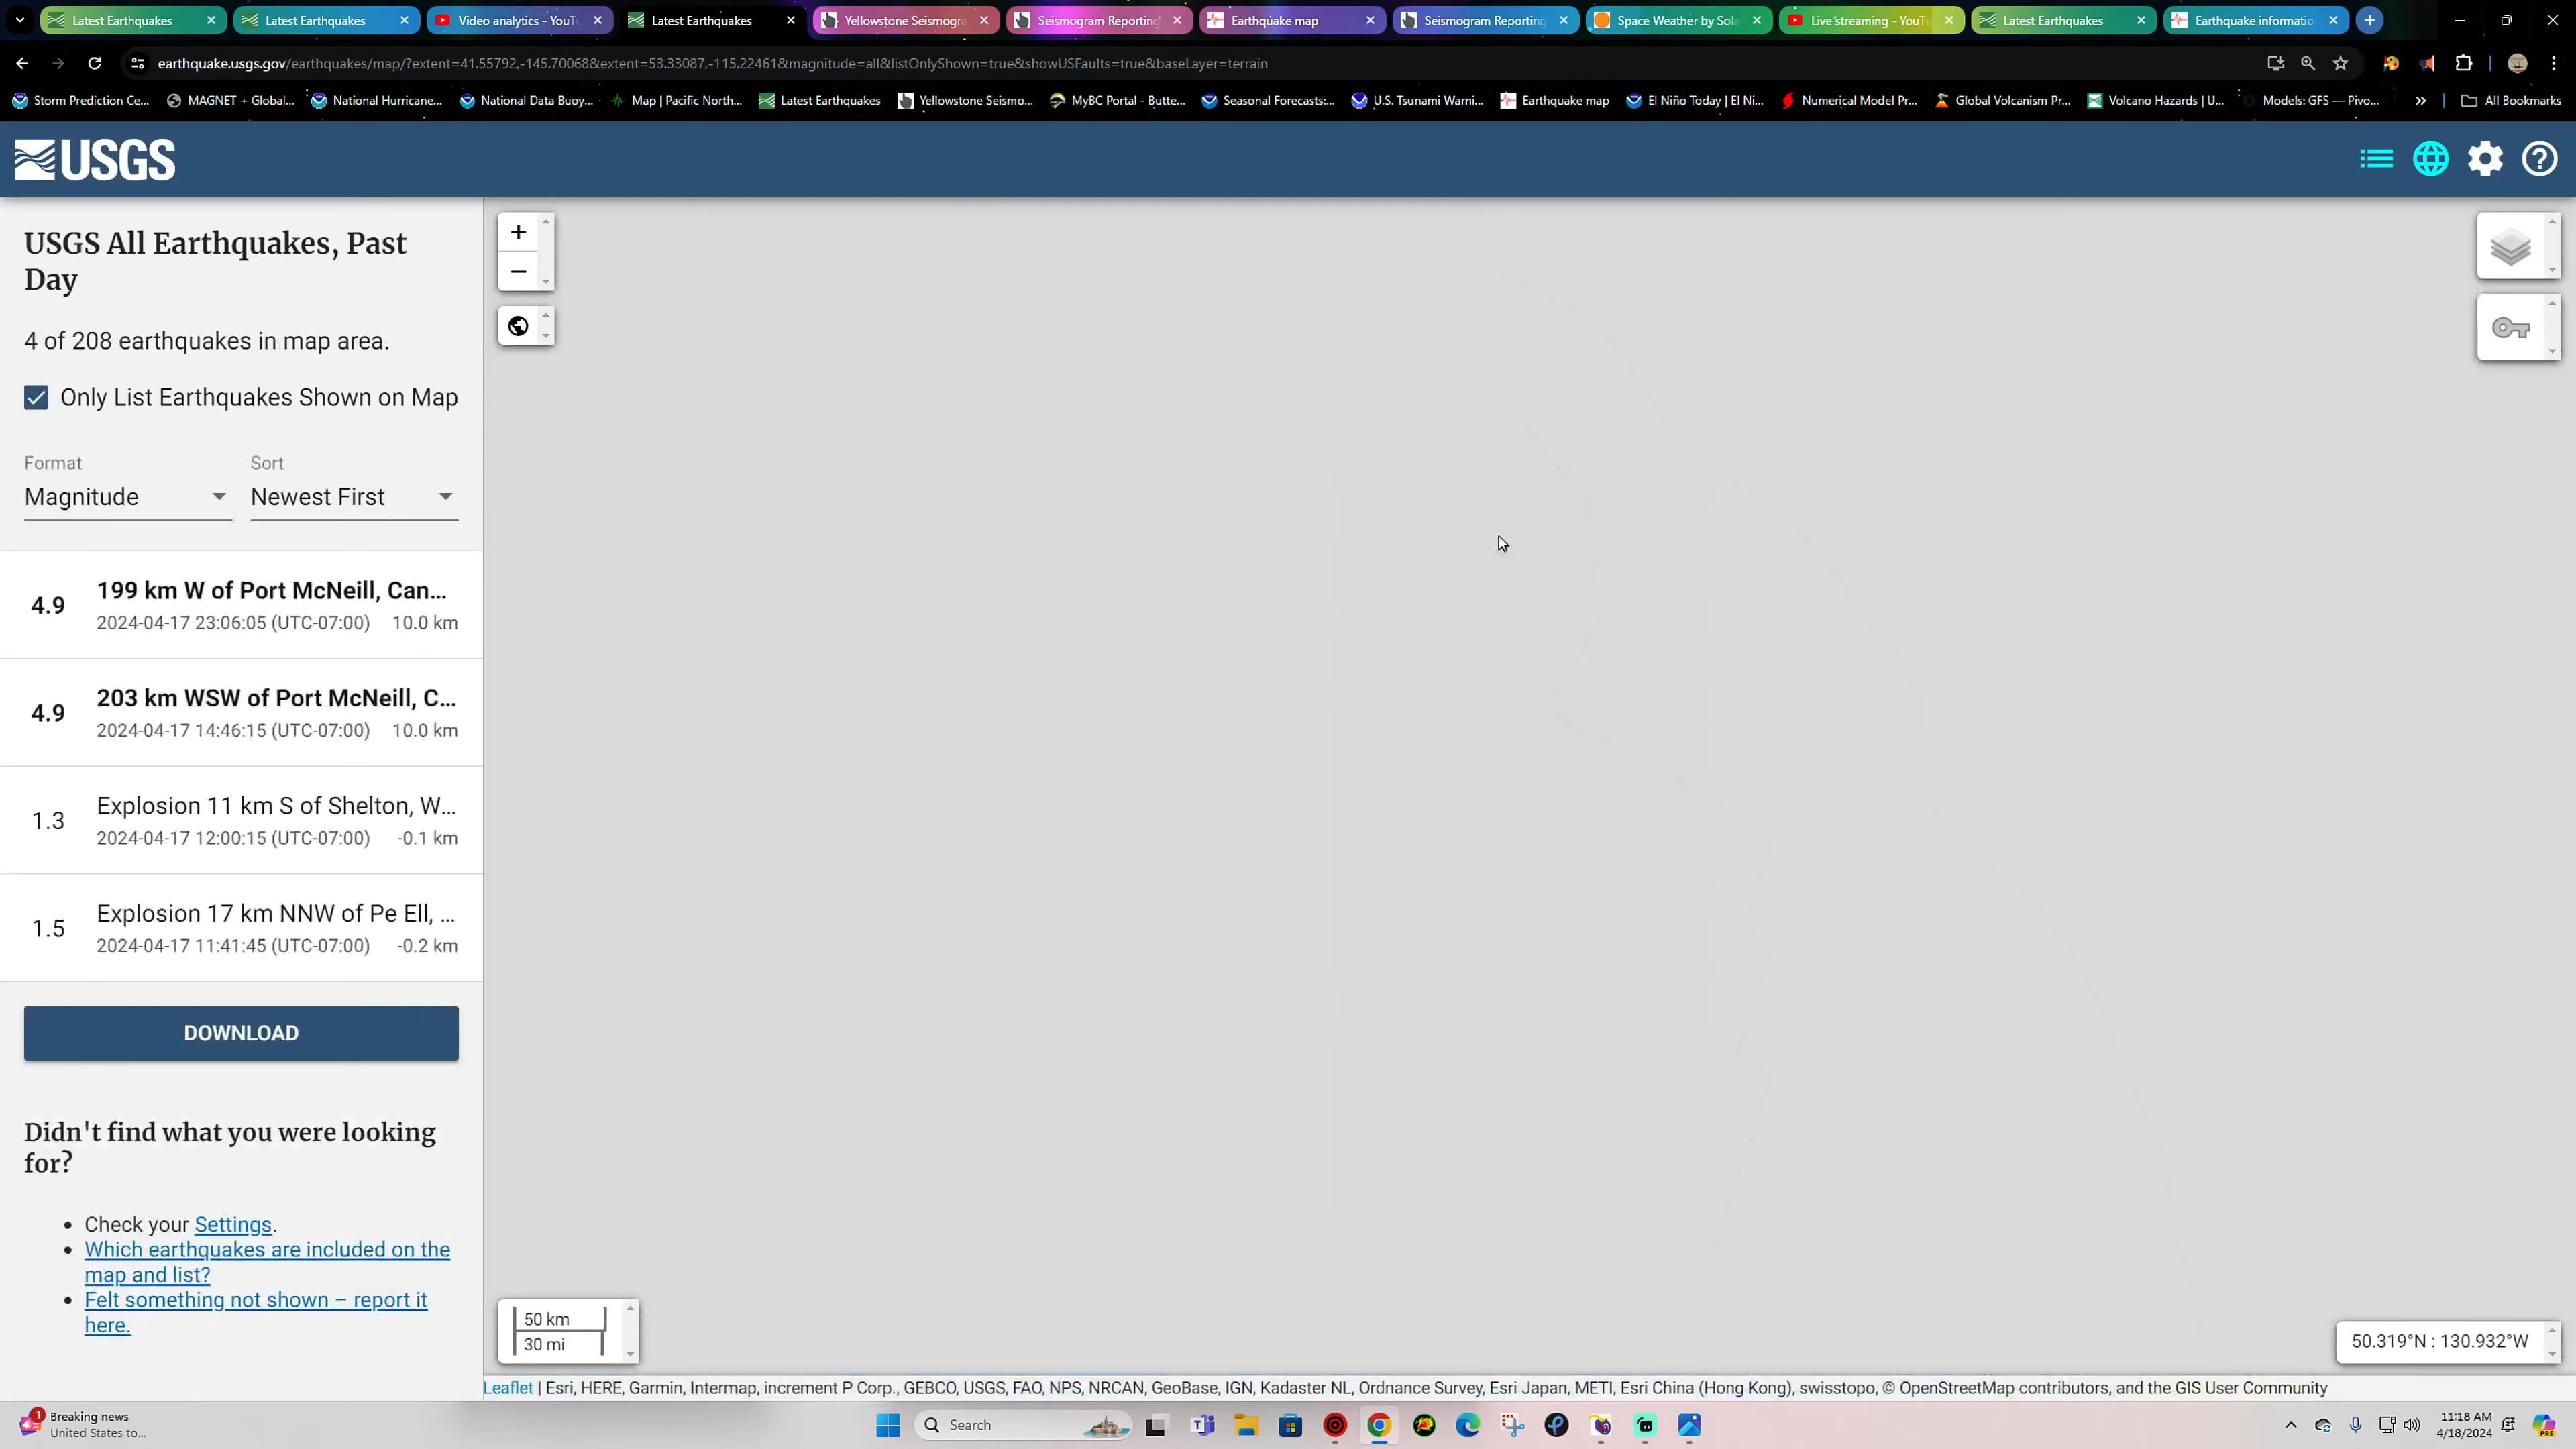 Latest Earthquakes
Latest Earthquakes
Video analytics - YouTu
Latest Earthquakes
Yellowstone Seismogra
Seismogram Reporting
Earthquake map
Seismogram Reporting
Space Weather by Sola
Live streaming - YouTu
Latest Earthquakes
Earthquake informatio
earthquake.usgs.gov/earthquakes/map/?extent=41.55792,-145.70068&extent=53.33087,-115.22461&magnitude=all&listOnlyShown=true&showUSFaults=true&baseLayer=terrain
Storm Prediction Ce...
MAGNET + Global...
National Hurricane...
National Data Buoy...
Map | Pacific North...
Latest Earthquakes
Yellowstone Seismo...
MyBC Portal - Butte...
Seasonal Forecasts:...
U.S. Tsunami Warni...
Earthquake map
El Niño Today | El Ni...
Numerical Model Pr...
Global Volcanism Pr...
Volcano Hazards | U...
Models: GFS — Pivo...
All Bookmarks
USGS
USGS All Earthquakes, Past
Day
4 of 208 earthquakes in map area.
Only List Earthquakes Shown on Map
Format
Sort
Magnitude
Newest First
4.9
199 km W of Port McNeill, Can...
2024-04-17 23:06:05 (UTC-07:00) 10.0 km
4.9
203 km WSW of Port McNeill, C...
2024-04-17 14:46:15 (UTC-07:00) 10.0 km
1.3
Explosion 11 km S of Shelton, W...
2024-04-17 12:00:15 (UTC-07:00) -0.1 km
1.5
Explosion 17 km NNW of Pe Ell, ...
2024-04-17 11:41:45 (UTC-07:00) -0.2 km
DOWNLOAD
Didn't find what you were looking
for?
Check your Settings.
Which earthquakes are included on the
map and list?
Felt something not shown – report it
here.
50 km
30 mi
50.319°N : 130.932°W
Leaflet | Esri, HERE, Garmin, Intermap, increment P Corp., GEBCO, USGS, FAO, NPS, NRCAN, GeoBase, IGN, Kadaster NL, Ordnance Survey, Esri Japan, METI, Esri China (Hong Kong), swisstopo, © OpenStreetMap contributors, and the GIS User Community
1
Breaking news
United States to...
Search
11:18 AM
4/18/2024
PRE